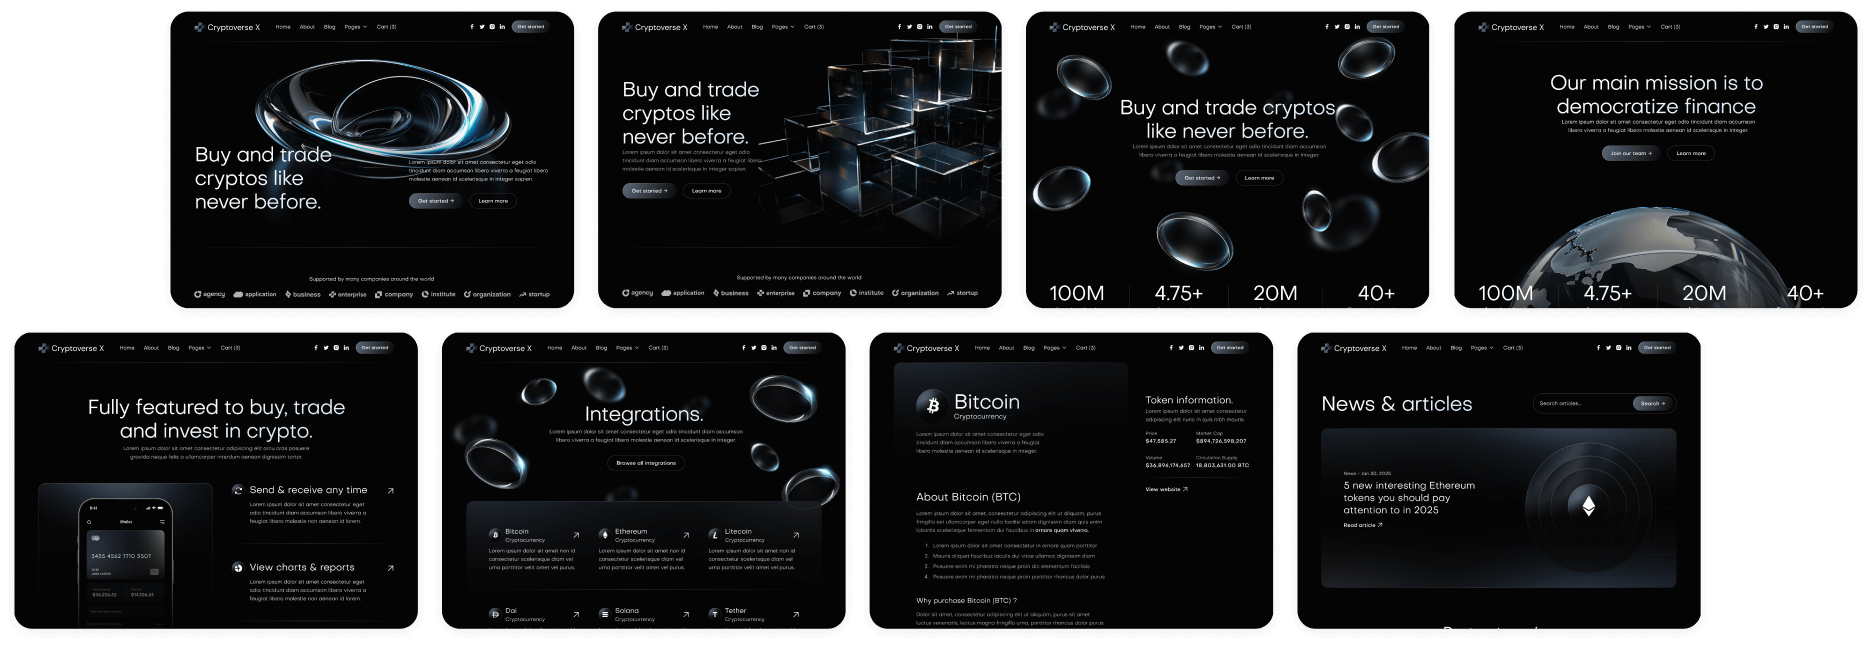 Cryptoverse X Home About Blog Pages Cart (3) Get started
Buy and trade
cryptos like
never before.
Lorem ipsum dolor sit amet consectetur eget odio
tincidunt diam accumsan libero viverra a feugiat libero
molestie aenean id scelerisque in integer sapien.
Get started → Learn more
Supported by many companies around the world
agency application business enterprise company institute organization startup
Cryptoverse X Home About Blog Pages Cart (3) Get started
Buy and trade
cryptos like
never before.
Lorem ipsum dolor sit amet consectetur eget odio
tincidunt diam accumsan libero viverra a feugiat libero
molestie aenean id scelerisque in integer sapien.
Get started → Learn more
Supported by many companies around the world
agency application business enterprise company institute organization startup
Cryptoverse X Home About Blog Pages Cart (3) Get started
Buy and trade cryptos
like never before.
Lorem ipsum dolor sit amet consectetur eget odio tincidunt diam accumsan
libero viverra a feugiat libero molestie aenean id scelerisque in integer.
Get started → Learn more
100M 4.75+ 20M 40+
Cryptoverse X Home About Blog Pages Cart (3) Get started
Our main mission is to
democratize finance
Lorem ipsum dolor sit amet consectetur eget odio tincidunt diam accumsan
libero viverra a feugiat libero molestie aenean id scelerisque in integer.
Join our team → Learn more
100M 4.75+ 20M 40+
Cryptoverse X Home About Blog Pages Cart (3) Get started
Fully featured to buy, trade
and invest in crypto.
Lorem ipsum dolor sit amet consectetur adipiscing elit arcu cras posuere
gravida neque felis a ullamcorper interdum aenean dignissim tortor.
9:41
Wallet
3455 4562 7710 3507
$46,236.33 $14,106.24
Send & receive any time
Lorem ipsum dolor sit amet consectetur eget
odio tincidunt diam accumsan libero viverra a
feugiat libero molestie non aenean id lorem.
View charts & reports
Lorem ipsum dolor sit amet consectetur eget
odio tincidunt diam accumsan libero viverra a
feugiat libero molestie non aenean id lorem.
Cryptoverse X Home About Blog Pages Cart (3) Get started
Integrations.
Lorem ipsum dolor sit amet consectetur eget odio tincidunt diam accumsan
libero viverra a feugiat libero molestie aenean id scelerisque in integer.
Browse all integrations
Bitcoin
Cryptocurrency
Lorem ipsum dolor sit amet non id
consectetur scelerisque diam vel
urna porttitor velit amet vel purus.
Ethereum
Cryptocurrency
Lorem ipsum dolor sit amet non id
consectetur scelerisque diam vel
urna porttitor velit amet vel purus.
Litecoin
Cryptocurrency
Lorem ipsum dolor sit amet non id
consectetur scelerisque diam vel
urna porttitor velit amet vel purus.
Dai
Cryptocurrency
Solana
Cryptocurrency
Tether
Cryptocurrency
Cryptoverse X Home About Blog Pages Cart (3) Get started
Bitcoin
Cryptocurrency
Lorem ipsum dolor sit amet consectetur eget odio
tincidunt diam accumsan libero viverra a feugiat
libero molestie aenean id scelerisque in integer.
Token information.
Lorem ipsum dolor sit amet consectetur
adipiscing elit nunc in quis nibh mauris.
Price Market Cap
$47,585.27 $894,726,598,207
Volume Circulation Supply
$36,896,174,657 18,803,631.00 BTC
View website
About Bitcoin (BTC)
Lorem ipsum dolor sit amet, consectetur adipiscing elit ut aliquam, purus
fringilla est ullamcorper eget nulla facilisi etiam dignissim diam quis enim
lobortis scelerisque fermentum dui faucibus in ornare quam viverra.
1. Lorem ipsum dolor sit amet consectetur in ornare quam porttitor
2. Mauris aliquet faucibus iaculis dui vitae ullamco dignissim diam
3. Posuere enim mi pharetra neque proin dic elementum facilisis
4. Posuere enim mi pharetra neque proin porttitor rhoncus dolor purus
Why purchase Bitcoin (BTC) ?
Dolor sit amet, consectetur adipiscing elit ut aliquam, purus sit amet
luctus venenatis, lectus magna fringilla urna, porttitor rhoncus dolor purus
Cryptoverse X Home About Blog Pages Cart (3) Get started
News & articles
Search articles... Search →
News - Jan 30, 2025
5 new interesting Ethereum
tokens you should pay
attention to in 2025
Read article